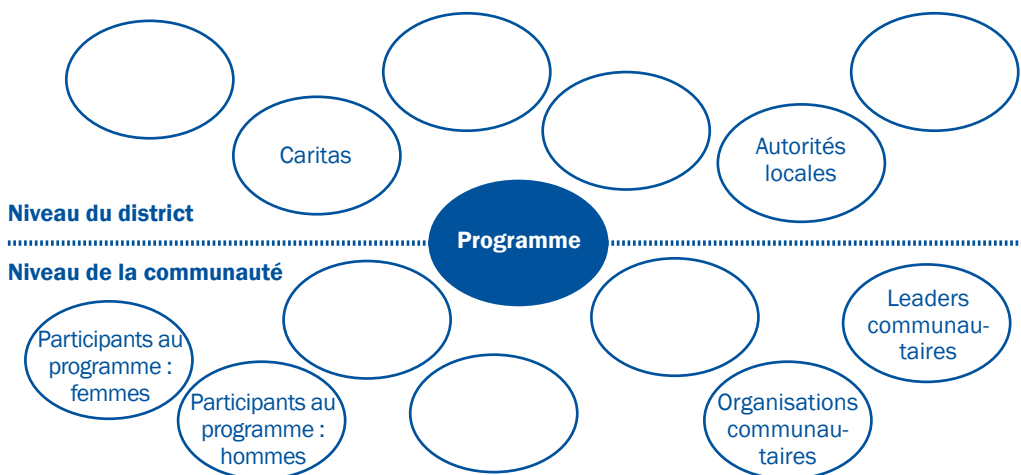 Caritas
Autorités
locales
Niveau du district
Programme
Niveau de la communauté
Leaders
communau-
taires
Participants au
programme :
femmes
Participants au
programme :
hommes
Organisations
communau-
taires